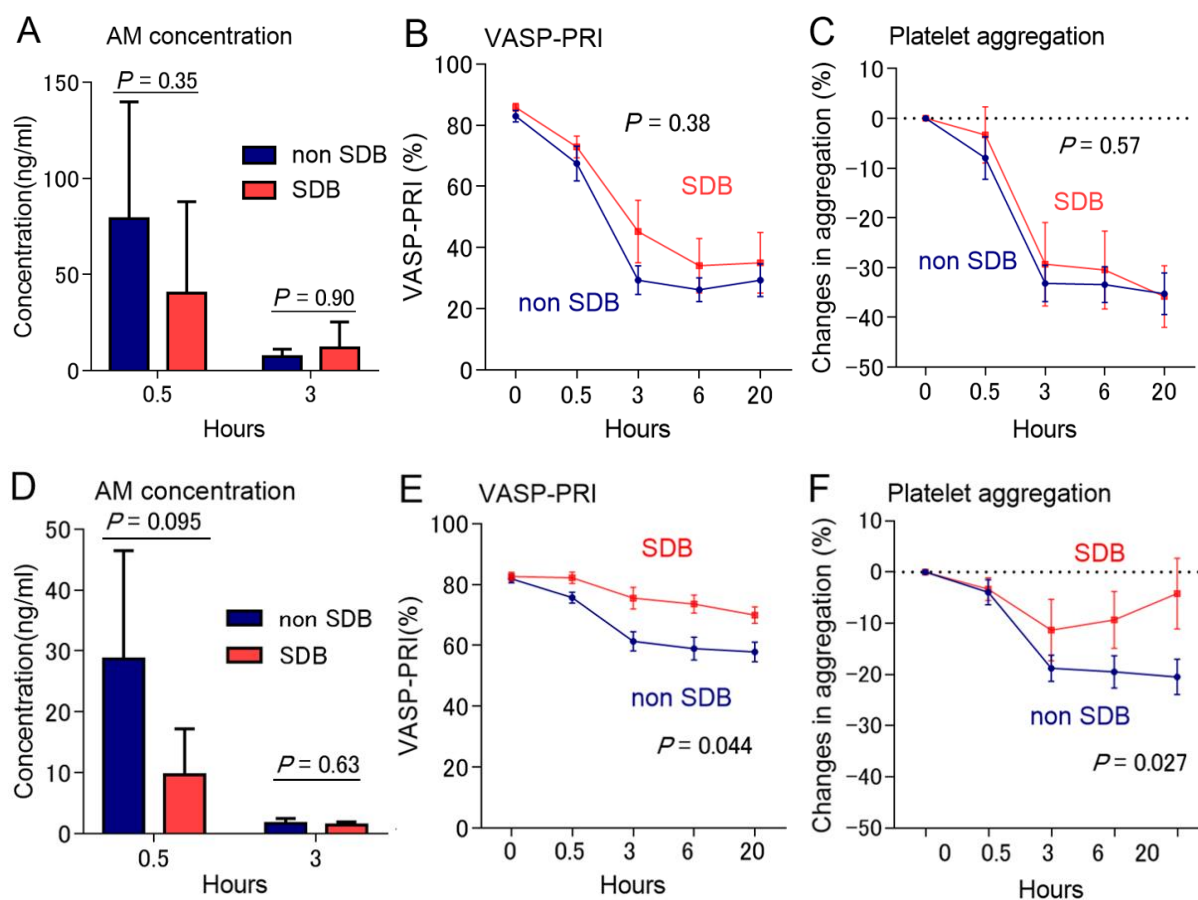 A
AM concentration
P = 0.35
150
100
50
0
Concentration(ng/ml)
non SDB
SDB
P = 0.90
0.5
3
Hours
B
VASP-PRI
100
80
60
40
20
0
VASP-PRI (%)
P = 0.38
SDB
non SDB
0 0.5 3 6 20
Hours
C
Platelet aggregation
10
0
−10
−20
−30
−40
−50
Changes in aggregation (%)
P = 0.57
SDB
non SDB
0 0.5 3 6 20
Hours
D
AM concentration
P = 0.095
50
40
30
20
10
0
Concentration(ng/ml)
non SDB
SDB
P = 0.63
0.5
3
Hours
E
VASP-PRI
100
80
60
40
20
0
VASP-PRI(%)
SDB
non SDB
P = 0.044
0 0.5 3 6 20
Hours
F
Platelet aggregation
10
0
−10
−20
−30
−40
−50
Changes in aggregation (%)
SDB
non SDB
P = 0.027
0 0.5 3 6 20
Hours